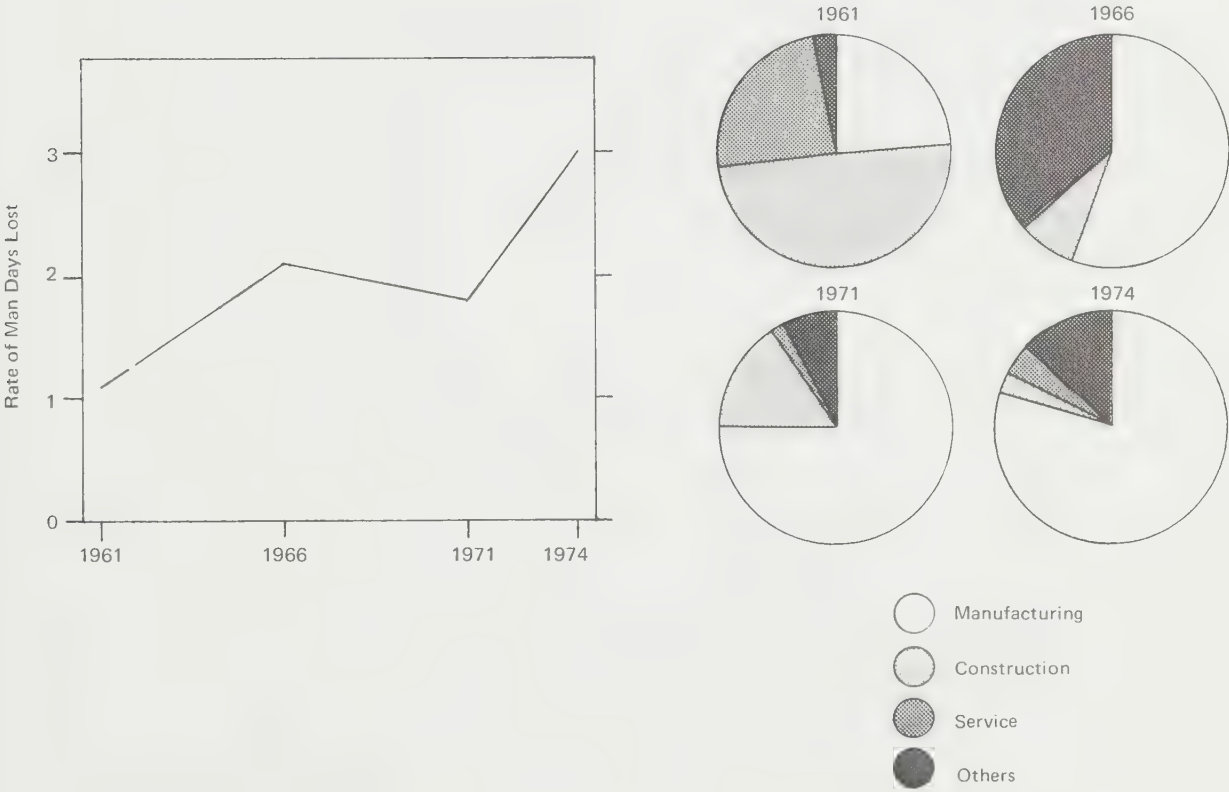 Rate of Man Days Lost
3
2
1
0
1961
1966
1971
1974
1961
1966
1971
1974
Manufacturing
Construction
Service
Others